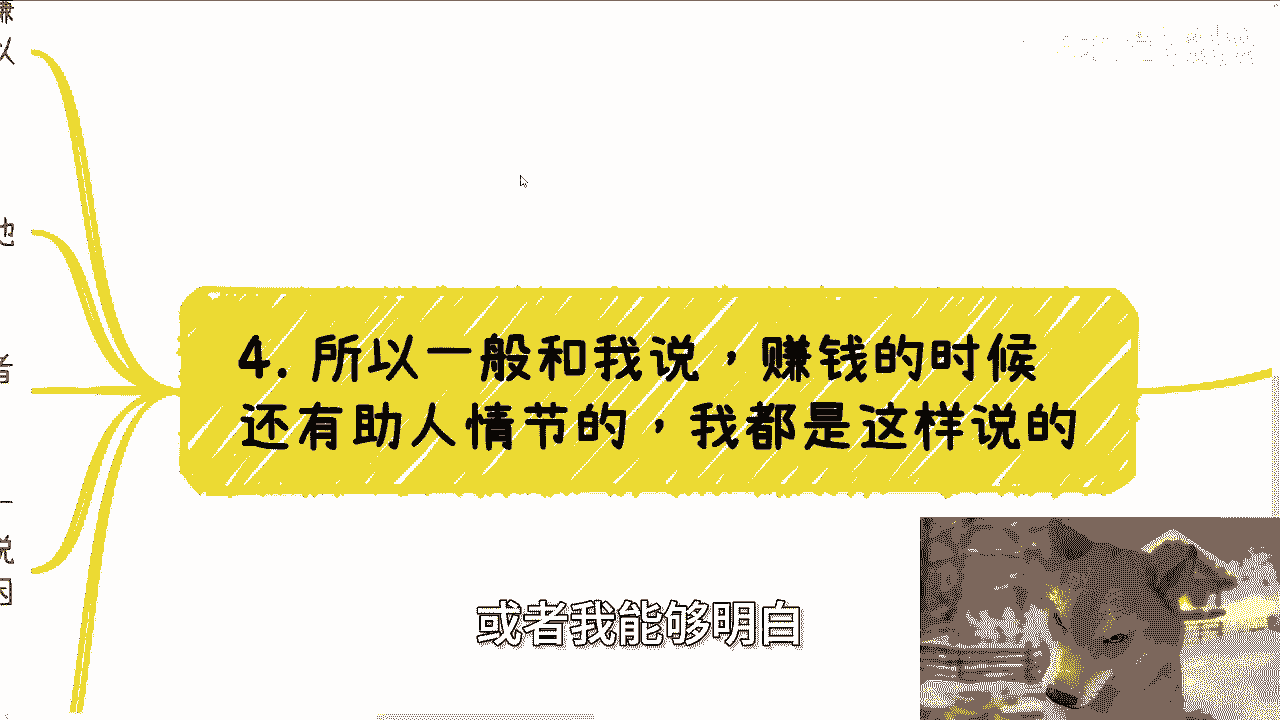 赚
以
他
者
一
说
因
4. 所以一般和我说，赚钱的时候
还有助人情节的，我都是这样说的
或者我能够明白